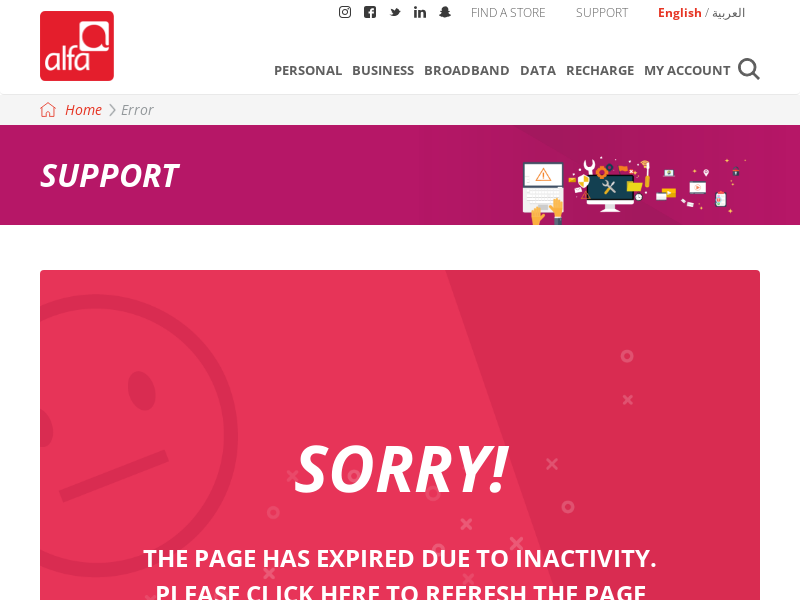 FIND A STORE
SUPPORT
English / العربية
alfa
PERSONAL BUSINESS BROADBAND DATA RECHARGE MY ACCOUNT
Home Error
SUPPORT
SORRY!
THE PAGE HAS EXPIRED DUE TO INACTIVITY.
PLEASE CLICK HERE TO REFRESH THE PAGE